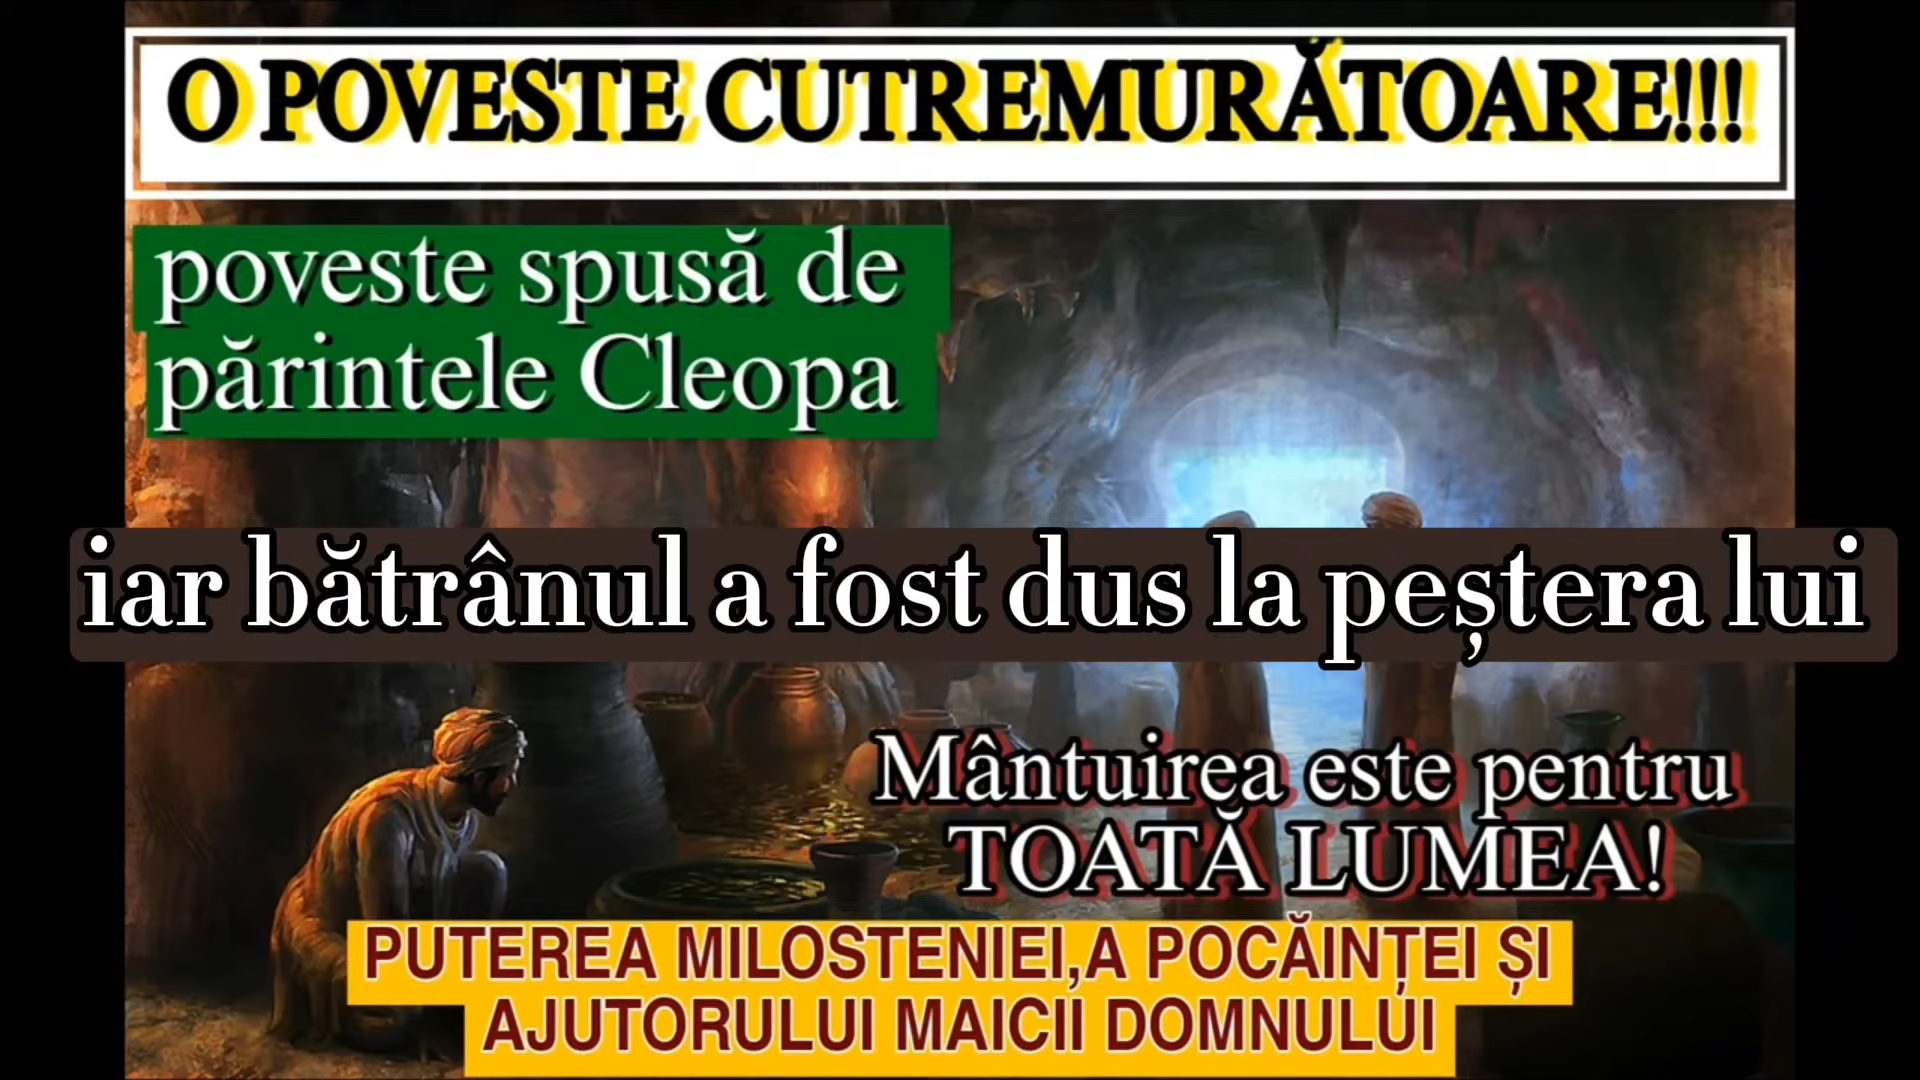 O POVESTE CUTREMURĂTOARE!!!
poveste spusă de
părintele Cleopa
iar bătrânul a fost dus la peștera lui
Mântuirea este pentru
TOATĂ LUMEA!
PUTEREA MILOSTENIEI,A POCĂINȚEI ȘI
AJUTORULUI MAICII DOMNULUI